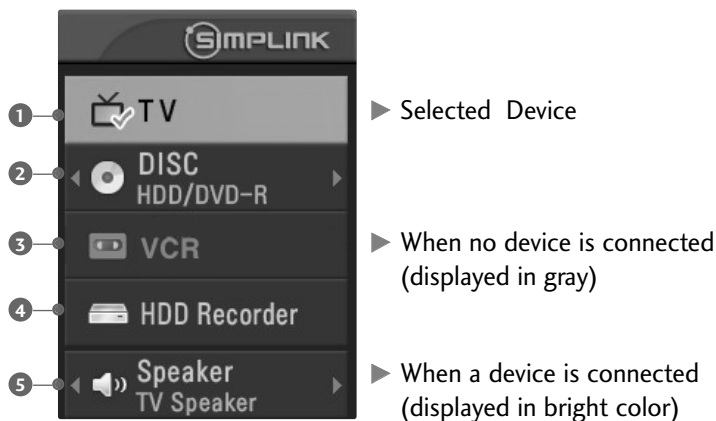 SIMPLINK
1 TV
Selected Device
2 DISC
HDD/DVD-R
3 VCR
When no device is connected
(displayed in gray)
4 HDD Recorder
5 Speaker
TV Speaker
When a device is connected
(displayed in bright color)